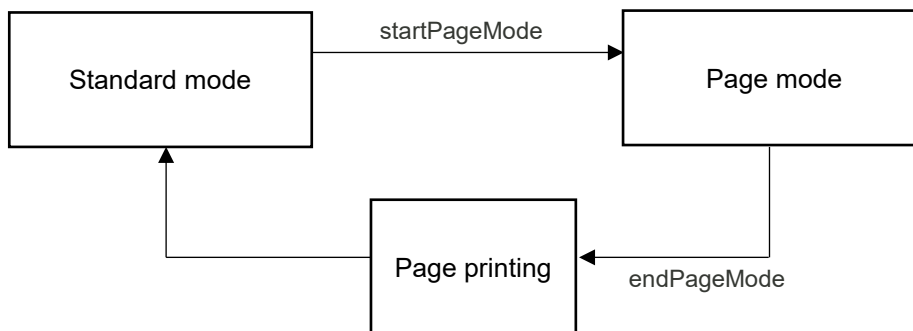 startPageMode
Standard mode
Page mode
Page printing
endPageMode